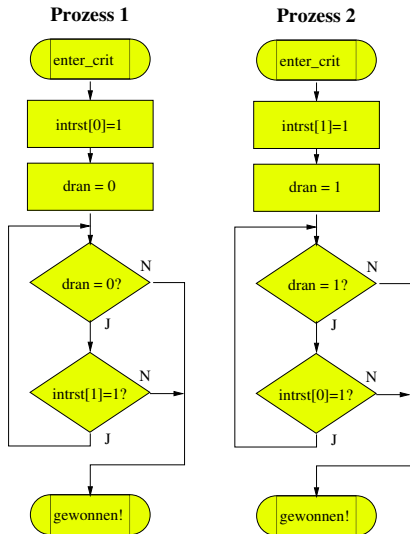 Prozess 1
enter_crit
intrst[0]=1
dran = 0
dran = 0?
N
J
intrst[1]=1?
N
J
gewonnen!
Prozess 2
enter_crit
intrst[1]=1
dran = 1
dran = 1?
N
J
intrst[0]=1?
N
J
gewonnen!